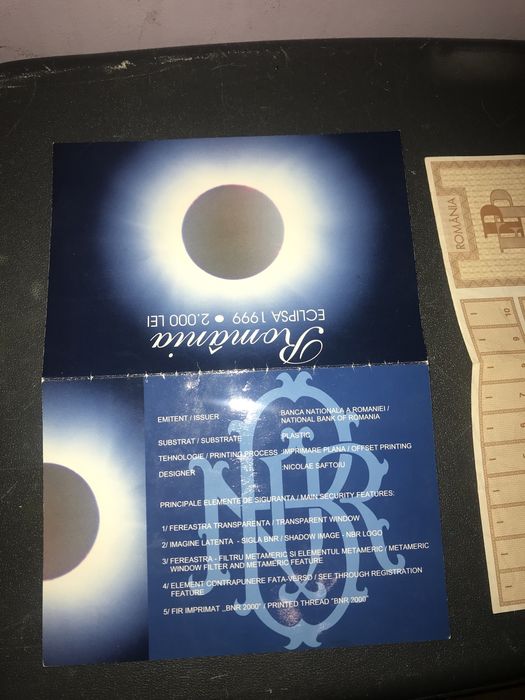 România
ECLIPSA 1999 • 2.000 LEI
EMITENT / ISSUER :BANCA NATIONALA A ROMANIEI /
NATIONAL BANK OF ROMANIA
SUBSTRAT / SUBSTRATE :PLASTIC
TEHNOLOGIE / PRINTING PROCESS :IMPRIMARE PLANA / OFFSET PRINTING
DESIGNER :NICOLAE SAFTOIU
PRINCIPALE ELEMENTE DE SIGURANTA / MAIN SECURITY FEATURES:
1/ FEREASTRA TRANSPARENTA / TRANSPARENT WINDOW
2/ IMAGINE LATENTA - SIGLA BNR / SHADOW IMAGE - NBR LOGO
3/ FEREASTRA - FILTRU METAMERIC SI ELEMENTUL METAMERIC / METAMERIC
WINDOW FILTER AND METAMERIC FEATURE
4/ ELEMENT CONTRAPUNERE FATA-VERSO / SEE THROUGH REGISTRATION
FEATURE
5/ FIR IMPRIMAT „BNR 2000" / PRINTED THREAD "BNR 2000"
ROMÂNIA
10
9